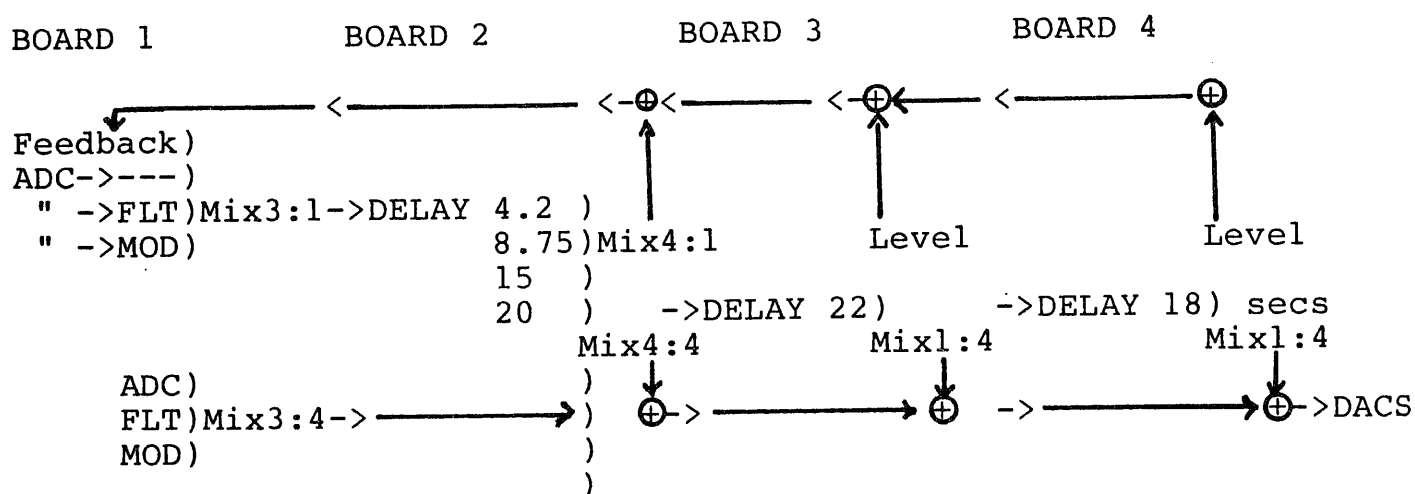 BOARD 1 BOARD 2 BOARD 3 BOARD 4
< <-⊕< <-⊕ < ⊕
Feedback)
ADC->---)
" ->FLT)Mix3:1->DELAY 4.2 )
" ->MOD) 8.75)Mix4:1 Level Level
15 )
20 ) ->DELAY 22) ->DELAY 18) secs
Mix4:4 Mix1:4 Mix1:4
ADC) )
FLT)Mix3:4-> ) ⊕-> ⊕ -> ⊕->DACS
MOD) )
)